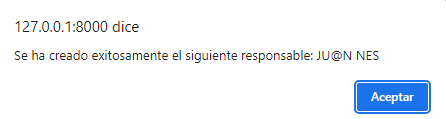 127.0.0.1:8000 dice
Se ha creado exitosamente el siguiente responsable: JU@N NES
Aceptar